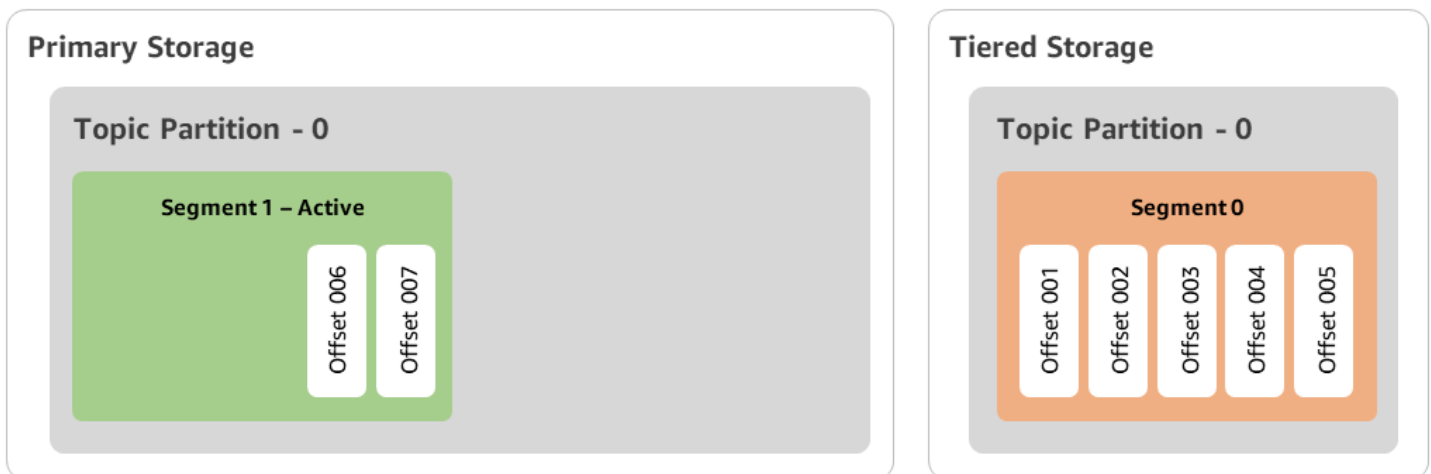 Primary Storage
Topic Partition - 0
Segment 1 – Active
Offset 006
Offset 007
Tiered Storage
Topic Partition - 0
Segment 0
Offset 001
Offset 002
Offset 003
Offset 004
Offset 005